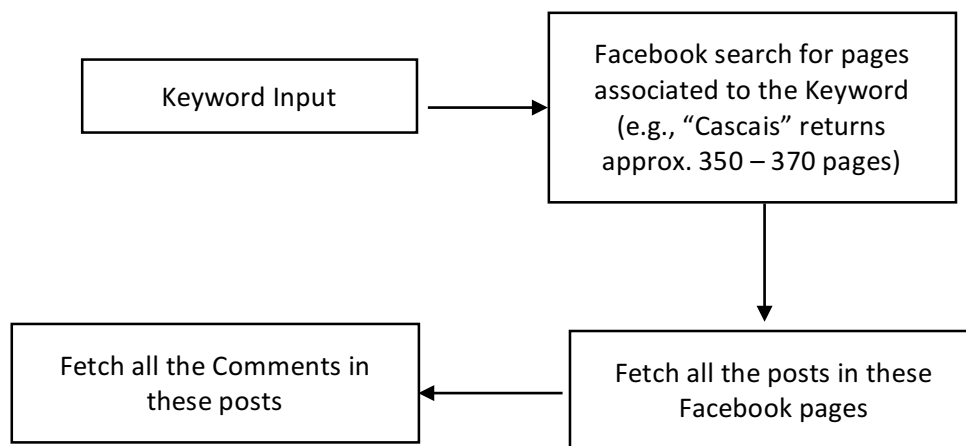 Keyword Input
Facebook search for pages
associated to the Keyword
(e.g., “Cascais” returns
approx. 350 – 370 pages)
Fetch all the posts in these
Facebook pages
Fetch all the Comments in
these posts